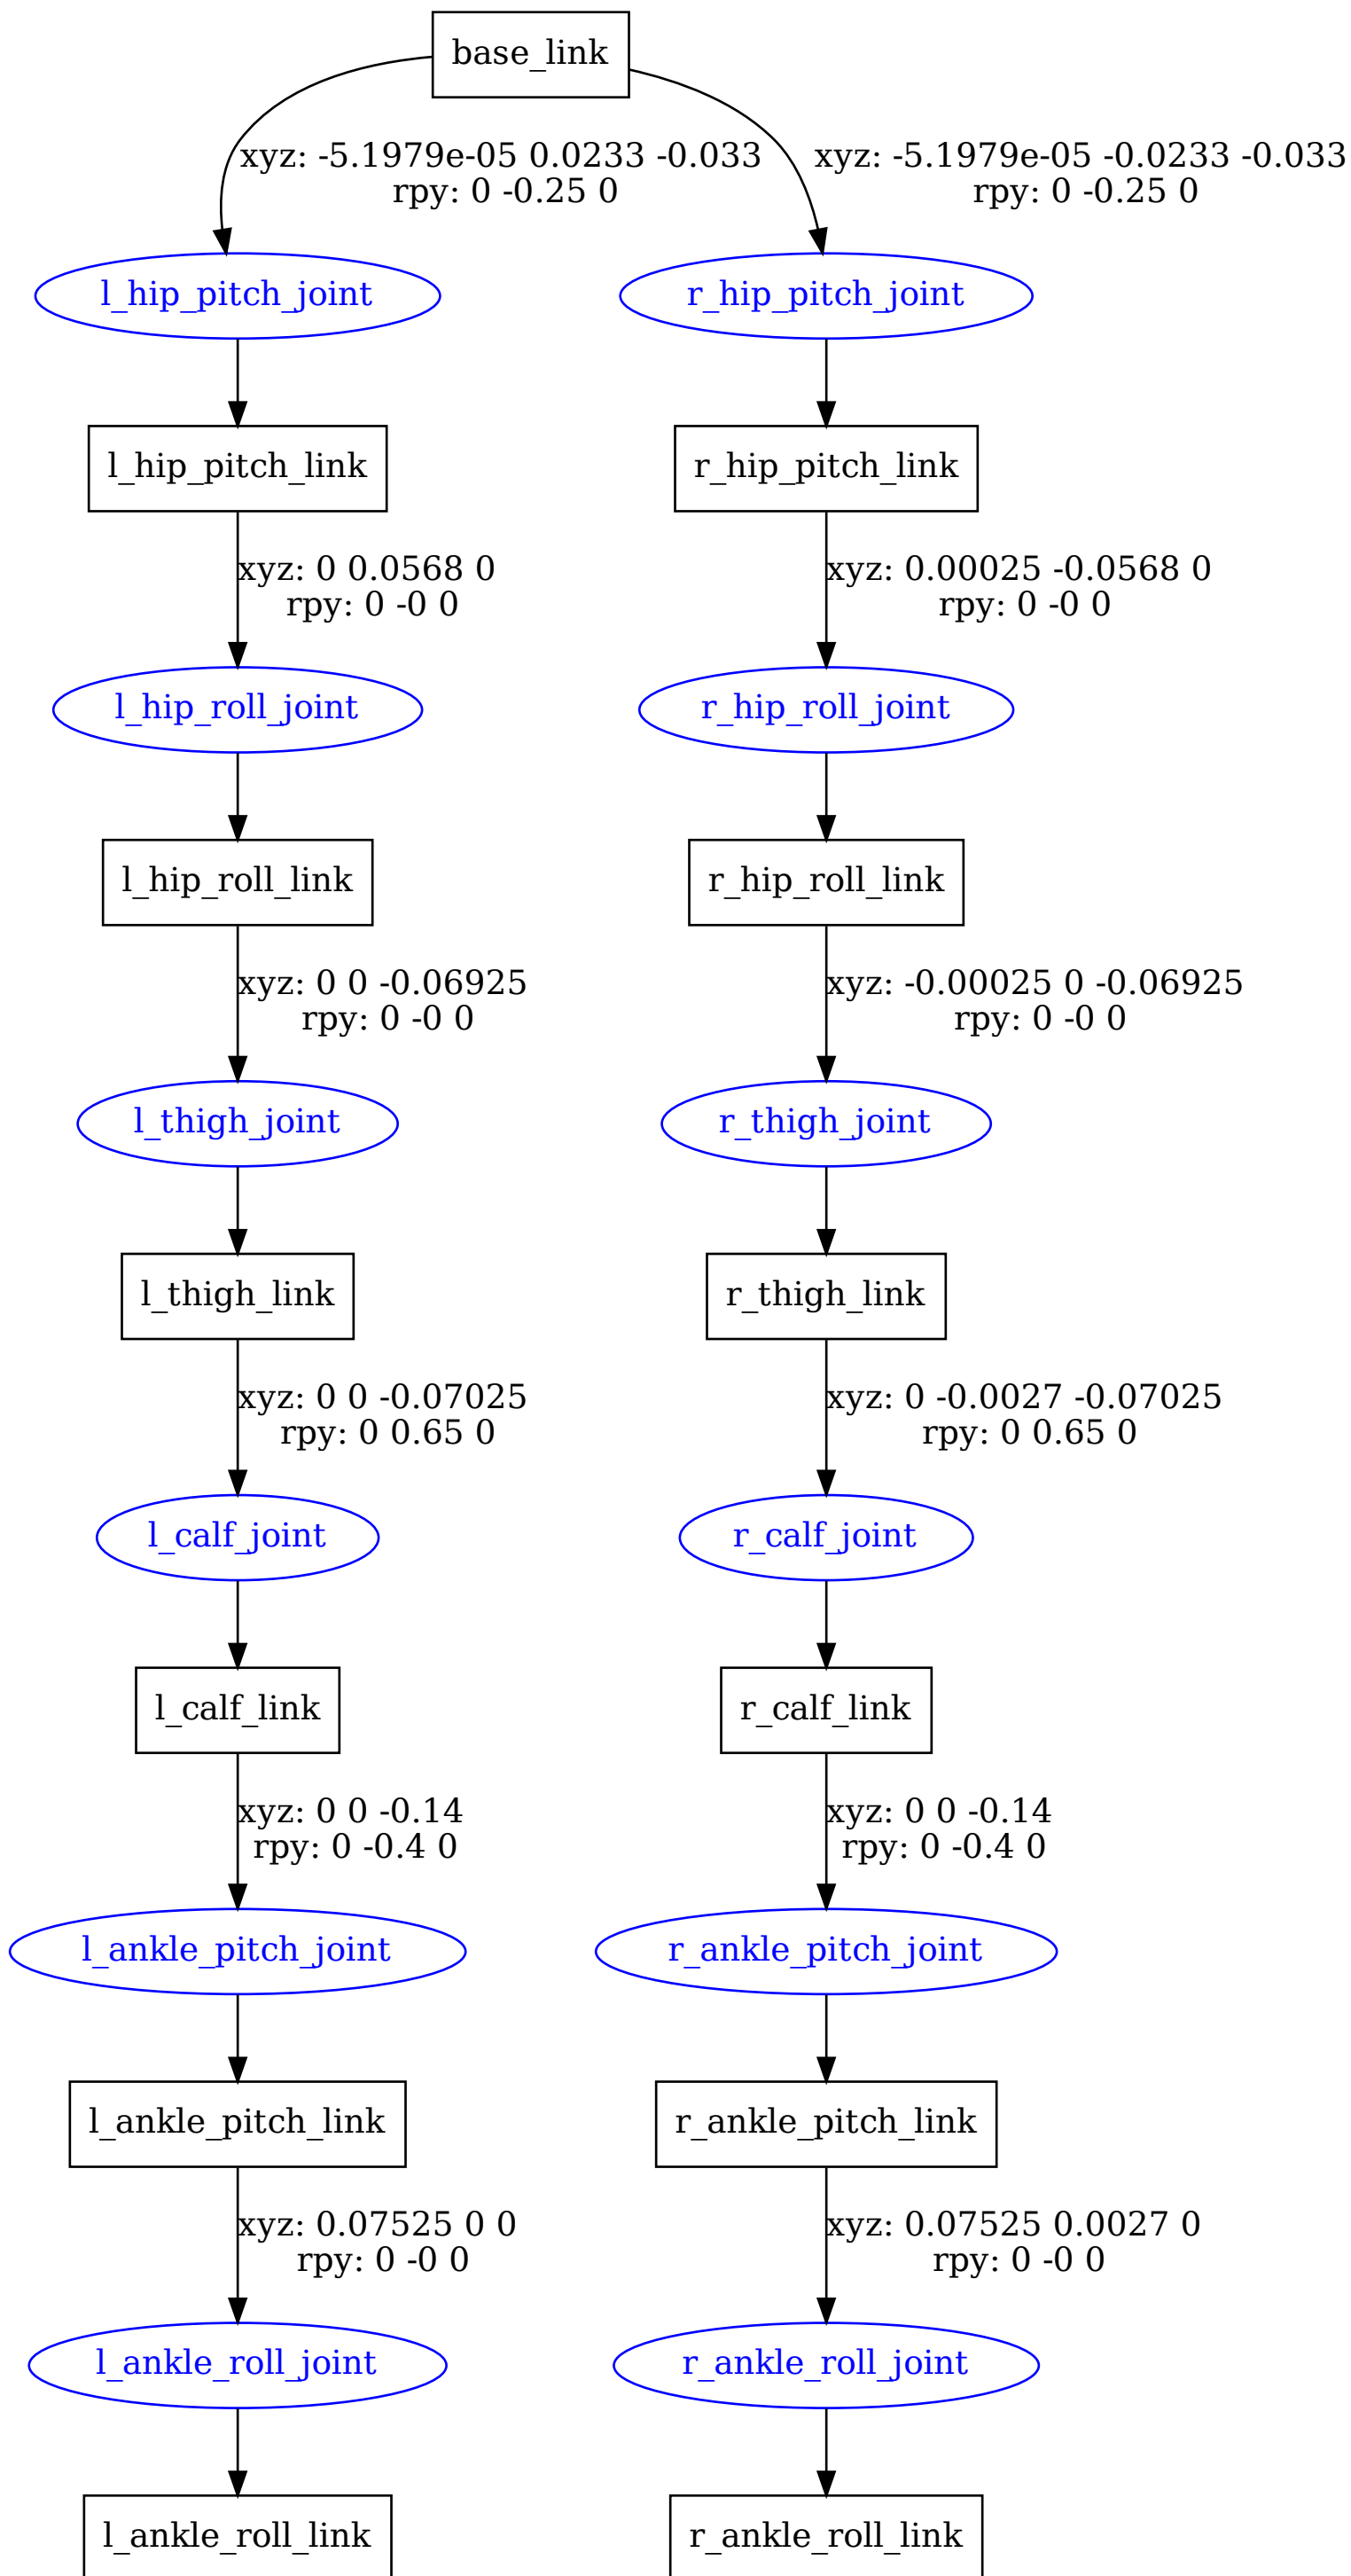 base_link
xyz: -5.1979e-05 0.0233 -0.033
rpy: 0 -0.25 0
xyz: -5.1979e-05 -0.0233 -0.033
rpy: 0 -0.25 0
l_hip_pitch_joint
r_hip_pitch_joint
l_hip_pitch_link
r_hip_pitch_link
xyz: 0 0.0568 0
rpy: 0 -0 0
xyz: 0.00025 -0.0568 0
rpy: 0 -0 0
l_hip_roll_joint
r_hip_roll_joint
l_hip_roll_link
r_hip_roll_link
xyz: 0 0 -0.06925
rpy: 0 -0 0
xyz: -0.00025 0 -0.06925
rpy: 0 -0 0
l_thigh_joint
r_thigh_joint
l_thigh_link
r_thigh_link
xyz: 0 0 -0.07025
rpy: 0 0.65 0
xyz: 0 -0.0027 -0.07025
rpy: 0 0.65 0
l_calf_joint
r_calf_joint
l_calf_link
r_calf_link
xyz: 0 0 -0.14
rpy: 0 -0.4 0
xyz: 0 0 -0.14
rpy: 0 -0.4 0
l_ankle_pitch_joint
r_ankle_pitch_joint
l_ankle_pitch_link
r_ankle_pitch_link
xyz: 0.07525 0 0
rpy: 0 -0 0
xyz: 0.07525 0.0027 0
rpy: 0 -0 0
l_ankle_roll_joint
r_ankle_roll_joint
l_ankle_roll_link
r_ankle_roll_link